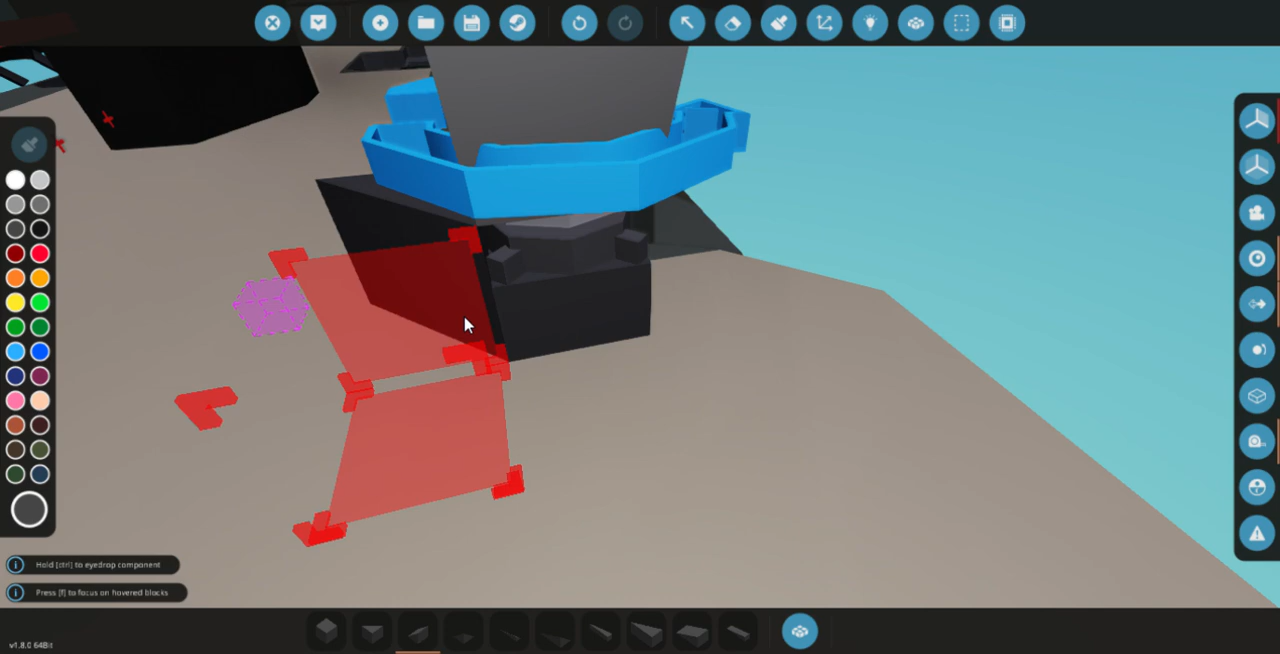 Hold [ctrl] to eyedrop component
Press [f] to focus on hovered blocks
v1.8.0 64Bit